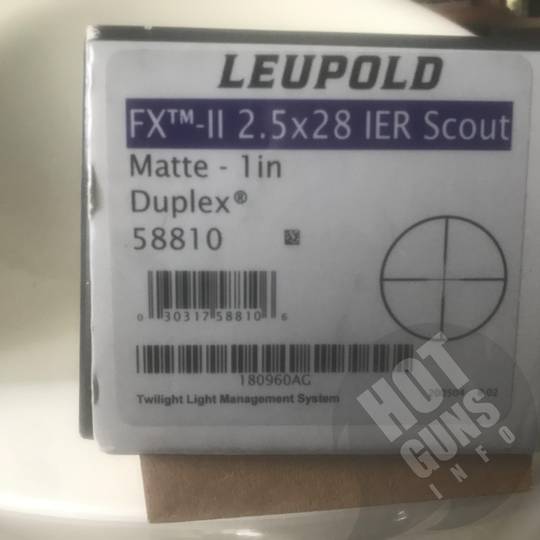 LEUPOLD
FX™-II 2.5x28 IER Scout
Matte - 1in
Duplex®
58810
0 30317 58810 6
180960AG
Twilight Light Management System
HOT
GUNS
INFO